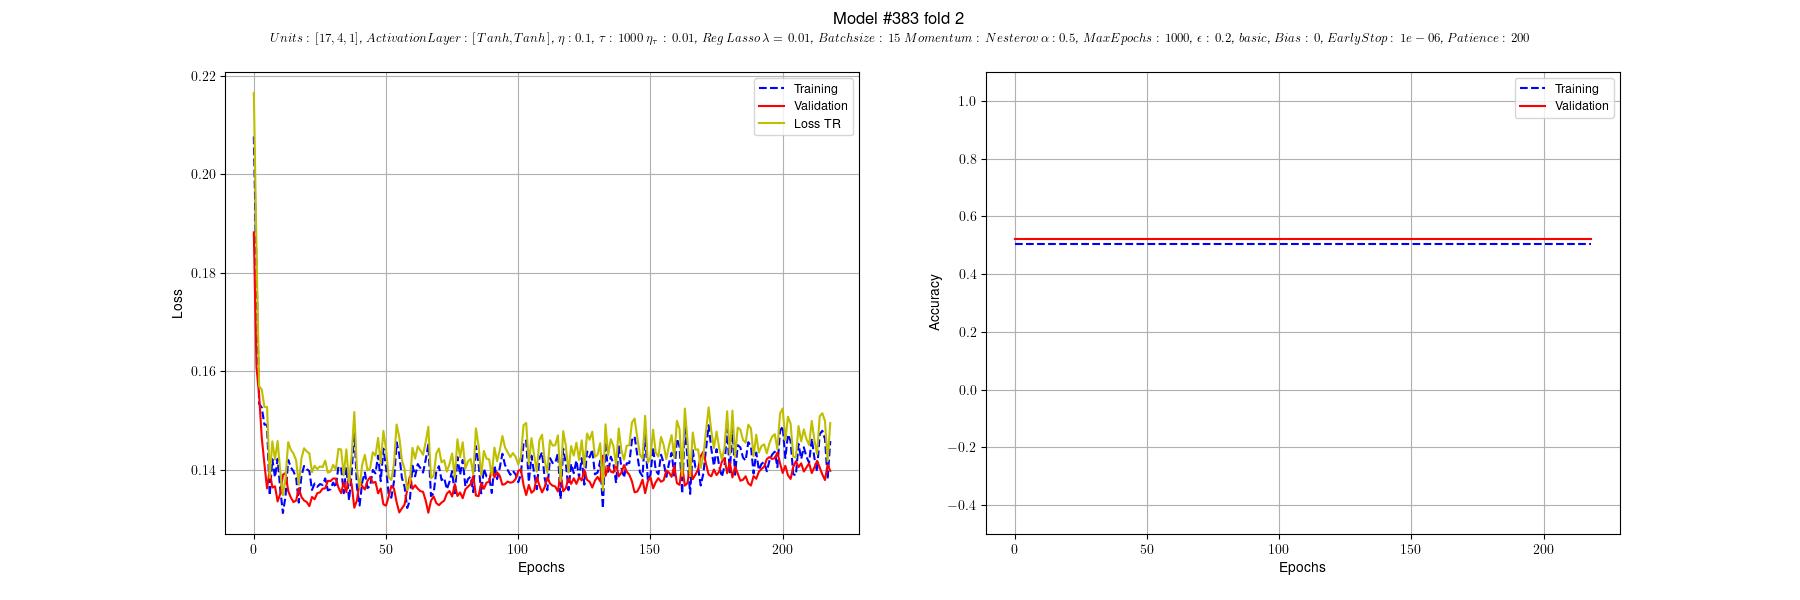 Model #383 fold 2
Units : [17, 4, 1], ActivationLayer : [Tanh, Tanh], η : 0.1, τ : 1000 ητ : 0.01, Reg Lasso λ = 0.01, Batchsize : 15 Momentum : Nesterov α : 0.5, MaxEpochs : 1000, ϵ : 0.2, basic, Bias : 0, EarlyStop : 1e − 06, Patience : 200
0.22
0.20
0.18
0.16
0.14
Loss
0
50
100
150
200
Epochs
Training
Validation
Loss TR
1.0
0.8
0.6
0.4
0.2
0.0
−0.2
−0.4
Accuracy
0
50
100
150
200
Epochs
Training
Validation